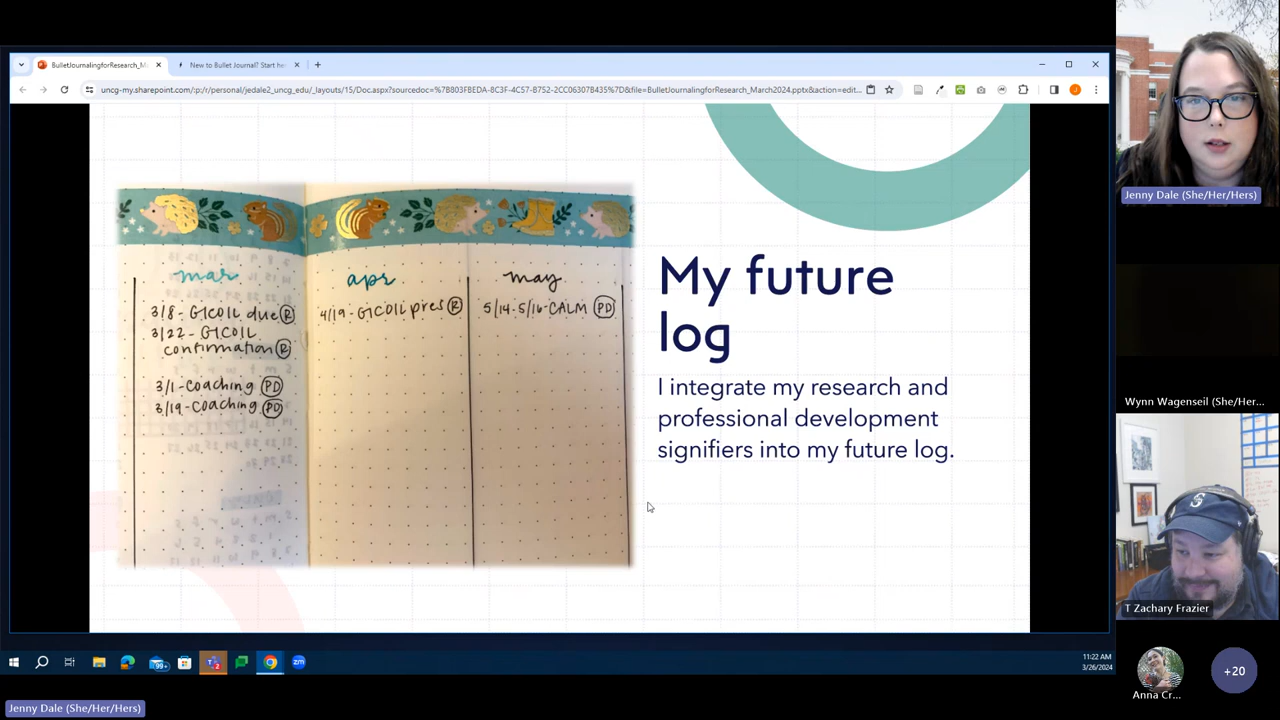 BulletJournalingforResearch_M
New to Bullet Journal? Start he
uncg-my.sharepoint.com/:p:/r/personal/jedale2_uncg_edu/_layouts/15/Doc.aspx?sourcedoc=%7B803FBEDA-8C3F-4C57-B752-2CC06307B435%7D&file=BulletJournalingforResearch_March2024.pptx&action=edit...
J
mar
3/8 - GICOIL due R
3/22 - GICOIL
confirmation R
3/1 - Coaching PD
3/19 - Coaching PD
apr
4/19 - GICOIL pres R
may
5/14-5/16 - CALM PD
My future
log
I integrate my research and
professional development
signifiers into my future log.
Jenny Dale (She/Her/Hers)
Wynn Wagenseil (She/Her...
T Zachary Frazier
Anna Cr...
+20
99+
zm
11:22 AM
3/26/2024
Jenny Dale (She/Her/Hers)